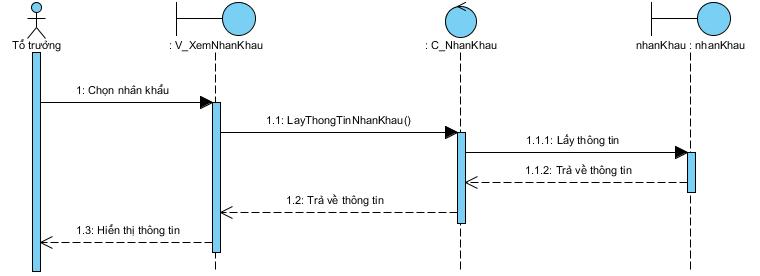 Tổ trưởng
: V_XemNhanKhau
: C_NhanKhau
nhanKhau : nhanKhau
1: Chọn nhân khẩu
1.1: LayThongTinNhanKhau()
1.1.1: Lấy thông tin
1.1.2: Trả về thông tin
1.2: Trả về thông tin
1.3: Hiển thị thông tin